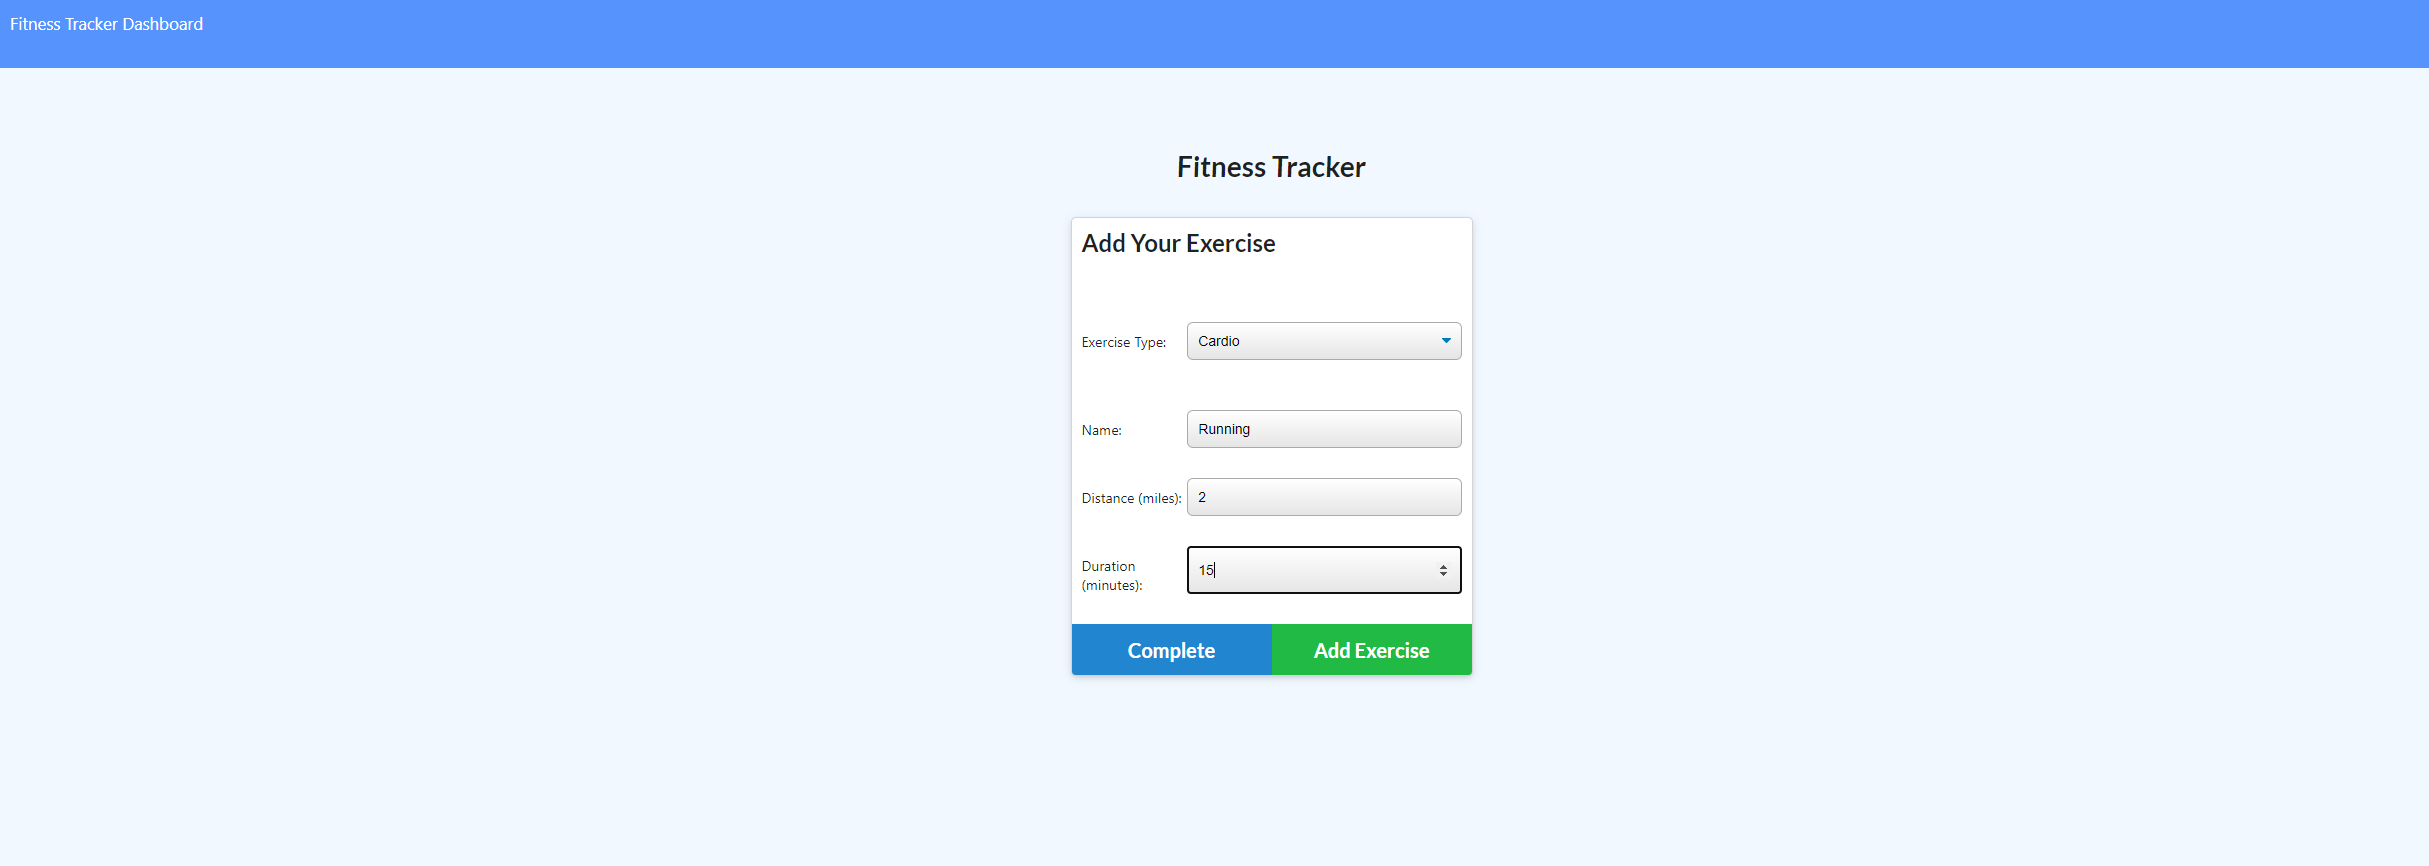 Fitness Tracker Dashboard
Fitness Tracker
Add Your Exercise
Exercise Type: Cardio
Name: Running
Distance (miles): 2
Duration (minutes): 15
Complete Add Exercise